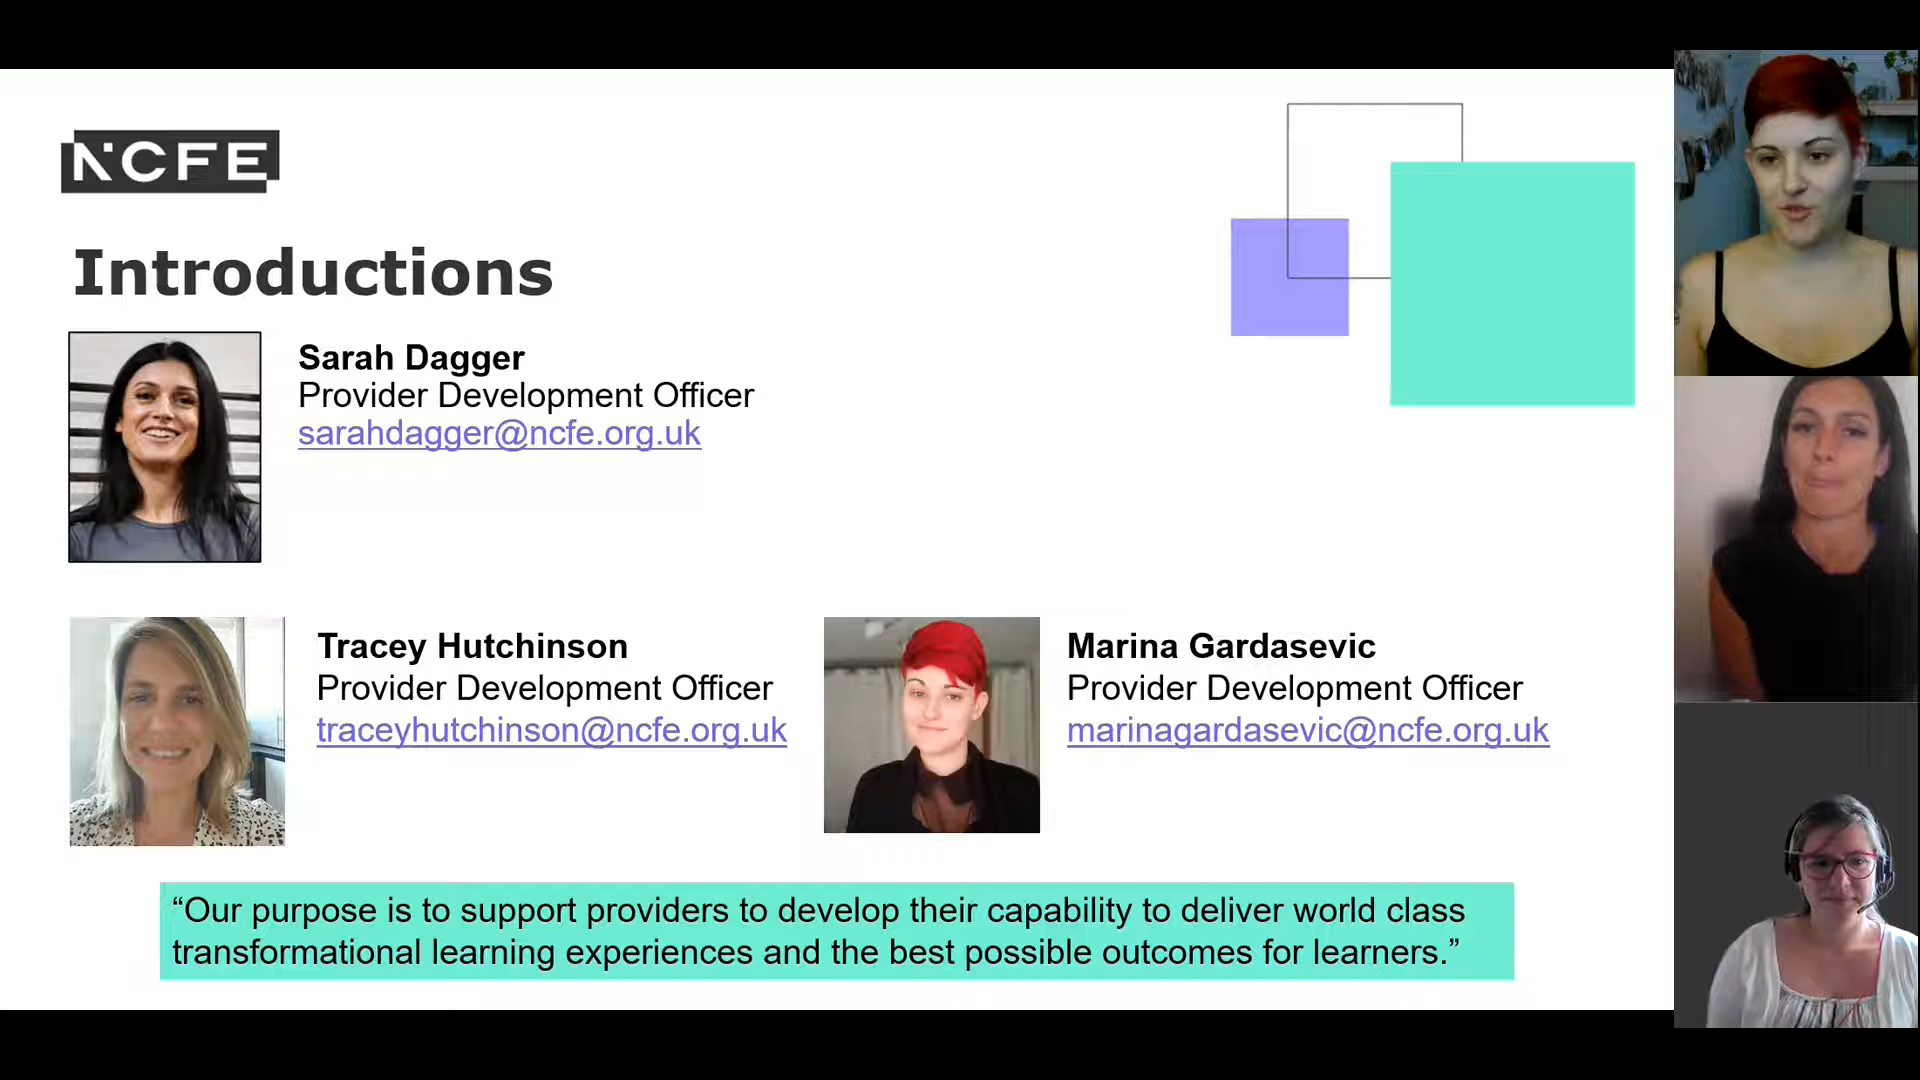 NCFE
Introductions
Sarah Dagger
Provider Development Officer
sarahdagger@ncfe.org.uk
Tracey Hutchinson
Provider Development Officer
traceyhutchinson@ncfe.org.uk
Marina Gardasevic
Provider Development Officer
marinagardasevic@ncfe.org.uk
“Our purpose is to support providers to develop their capability to deliver world class
transformational learning experiences and the best possible outcomes for learners.”